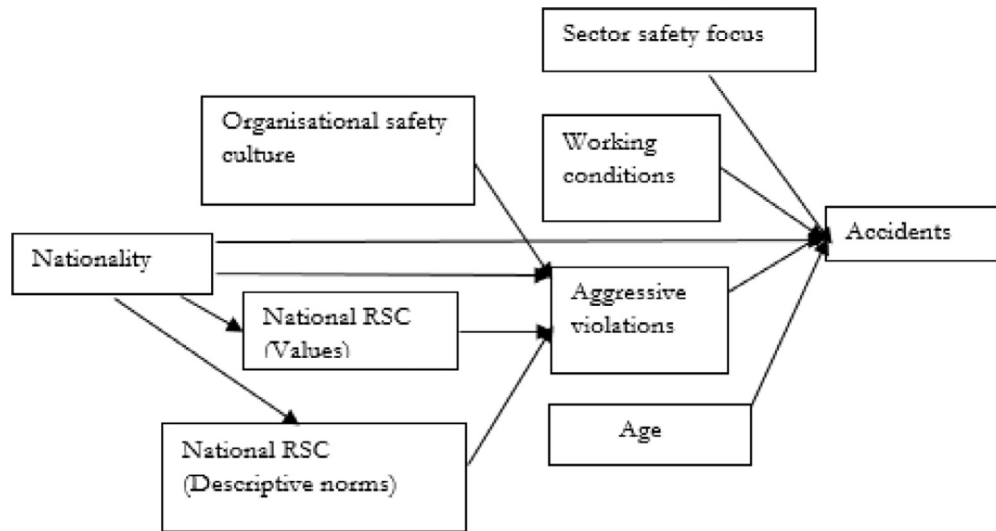 Sector safety focus
Organisational safety
culture
Working
conditions
Accidents
Nationality
Aggressive
violations
National RSC
(Values)
Age
National RSC
(Descriptive norms)